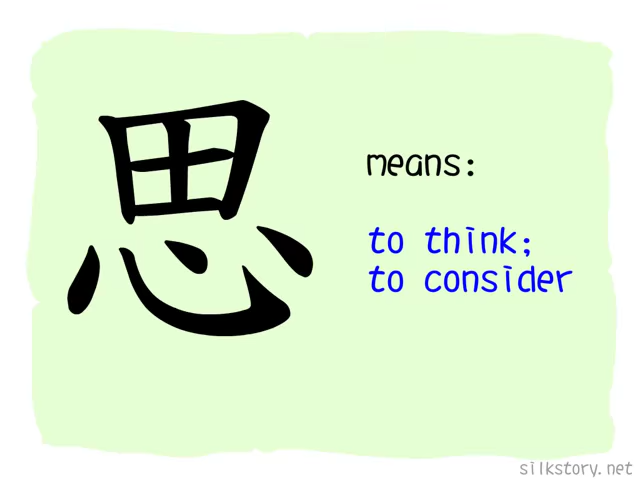 思
means:
to think;
to consider
silkstory.net